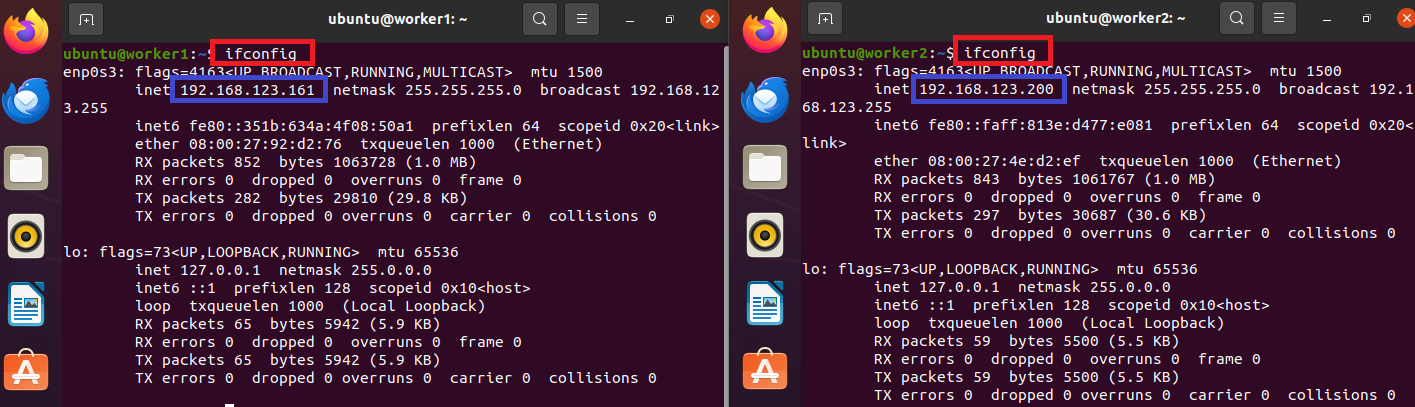 ubuntu@worker1: ~
ubuntu@worker1:~$ ifconfig
enp0s3: flags=4163<UP,BROADCAST,RUNNING,MULTICAST>  mtu 1500
        inet 192.168.123.161  netmask 255.255.255.0  broadcast 192.168.12
3.255
        inet6 fe80::351b:634a:4f08:50a1  prefixlen 64  scopeid 0x20<link>
        ether 08:00:27:92:d2:76  txqueuelen 1000  (Ethernet)
        RX packets 852  bytes 1063728 (1.0 MB)
        RX errors 0  dropped 0  overruns 0  frame 0
        TX packets 282  bytes 29810 (29.8 KB)
        TX errors 0  dropped 0 overruns 0  carrier 0  collisions 0
lo: flags=73<UP,LOOPBACK,RUNNING>  mtu 65536
        inet 127.0.0.1  netmask 255.0.0.0
        inet6 ::1  prefixlen 128  scopeid 0x10<host>
        loop  txqueuelen 1000  (Local Loopback)
        RX packets 65  bytes 5942 (5.9 KB)
        RX errors 0  dropped 0  overruns 0  frame 0
        TX packets 65  bytes 5942 (5.9 KB)
        TX errors 0  dropped 0 overruns 0  carrier 0  collisions 0
ubuntu@worker2: ~
ubuntu@worker2:~$ ifconfig
enp0s3: flags=4163<UP,BROADCAST,RUNNING,MULTICAST>  mtu 1500
        inet 192.168.123.200  netmask 255.255.255.0  broadcast 192.1
68.123.255
        inet6 fe80::faff:813e:d477:e081  prefixlen 64  scopeid 0x20<
link>
        ether 08:00:27:4e:d2:ef  txqueuelen 1000  (Ethernet)
        RX packets 843  bytes 1061767 (1.0 MB)
        RX errors 0  dropped 0  overruns 0  frame 0
        TX packets 297  bytes 30687 (30.6 KB)
        TX errors 0  dropped 0 overruns 0  carrier 0  collisions 0
lo: flags=73<UP,LOOPBACK,RUNNING>  mtu 65536
        inet 127.0.0.1  netmask 255.0.0.0
        inet6 ::1  prefixlen 128  scopeid 0x10<host>
        loop  txqueuelen 1000  (Local Loopback)
        RX packets 59  bytes 5500 (5.5 KB)
        RX errors 0  dropped 0  overruns 0  frame 0
        TX packets 59  bytes 5500 (5.5 KB)
        TX errors 0  dropped 0 overruns 0  carrier 0  collisions 0